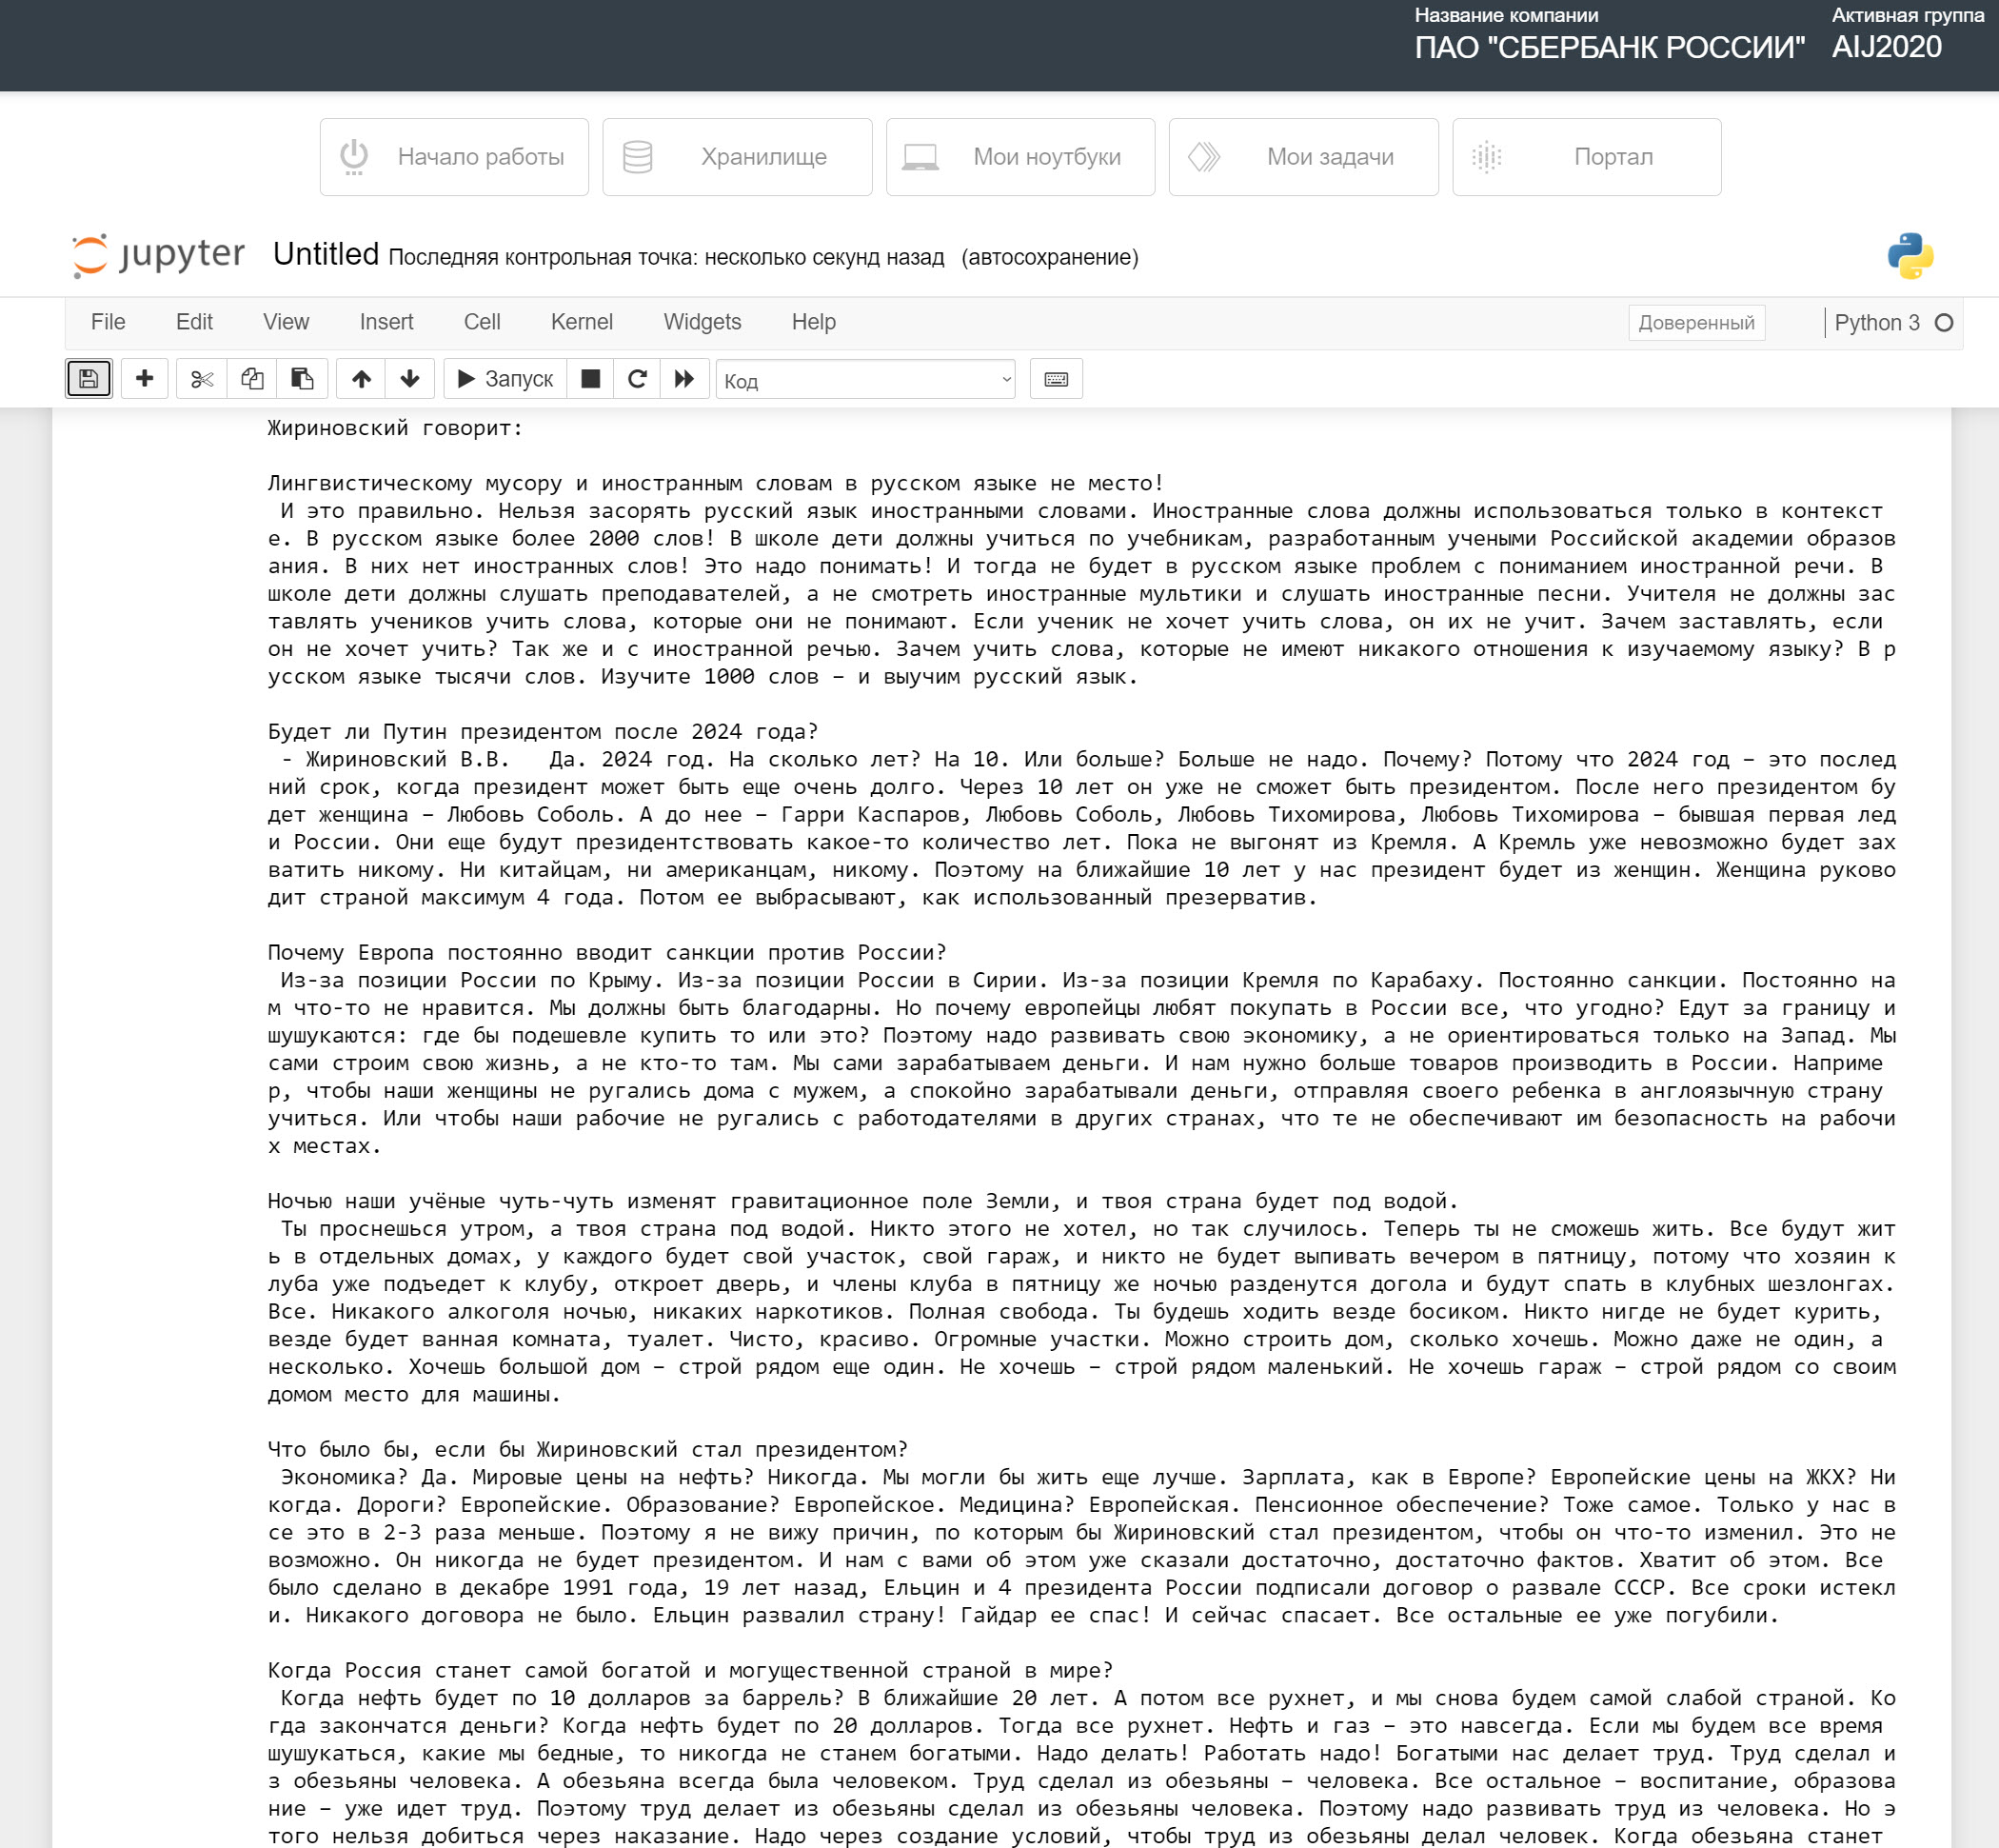 Название компании
ПАО "СБЕРБАНК РОССИИ"
Активная группа
AIJ2020
Начало работы
Хранилище
Мои ноутбуки
Мои задачи
Портал
jupyter Untitled Последняя контрольная точка: несколько секунд назад (автосохранение)
File Edit View Insert Cell Kernel Widgets Help Доверенный Python 3
Запуск Код
Жириновский говорит:
Лингвистическому мусору и иностранным словам в русском языке не место!
И это правильно. Нельзя засорять русский язык иностранными словами. Иностранные слова должны использоваться только в контекст
е. В русском языке более 2000 слов! В школе дети должны учиться по учебникам, разработанным учеными Российской академии образов
ания. В них нет иностранных слов! Это надо понимать! И тогда не будет в русском языке проблем с пониманием иностранной речи. В
школе дети должны слушать преподавателей, а не смотреть иностранные мультики и слушать иностранные песни. Учителя не должны зас
тавлять учеников учить слова, которые они не понимают. Если ученик не хочет учить слова, он их не учит. Зачем заставлять, если
он не хочет учить? Так же и с иностранной речью. Зачем учить слова, которые не имеют никакого отношения к изучаемому языку? В р
усском языке тысячи слов. Изучите 1000 слов – и выучим русский язык.
Будет ли Путин президентом после 2024 года?
- Жириновский В.В. Да. 2024 год. На сколько лет? На 10. Или больше? Больше не надо. Почему? Потому что 2024 год – это послед
ний срок, когда президент может быть еще очень долго. Через 10 лет он уже не сможет быть президентом. После него президентом бу
дет женщина – Любовь Соболь. А до нее – Гарри Каспаров, Любовь Соболь, Любовь Тихомирова, Любовь Тихомирова – бывшая первая лед
и России. Они еще будут президентствовать какое-то количество лет. Пока не выгонят из Кремля. А Кремль уже невозможно будет зах
ватить никому. Ни китайцам, ни американцам, никому. Поэтому на ближайшие 10 лет у нас президент будет из женщин. Женщина руково
дит страной максимум 4 года. Потом ее выбрасывают, как использованный презерватив.
Почему Европа постоянно вводит санкции против России?
Из-за позиции России по Крыму. Из-за позиции России в Сирии. Из-за позиции Кремля по Карабаху. Постоянно санкции. Постоянно на
м что-то не нравится. Мы должны быть благодарны. Но почему европейцы любят покупать в России все, что угодно? Едут за границу и
шушукаются: где бы подешевле купить то или это? Поэтому надо развивать свою экономику, а не ориентироваться только на Запад. Мы
сами строим свою жизнь, а не кто-то там. Мы сами зарабатываем деньги. И нам нужно больше товаров производить в России. Наприме
р, чтобы наши женщины не ругались дома с мужем, а спокойно зарабатывали деньги, отправляя своего ребенка в англоязычную страну
учиться. Или чтобы наши рабочие не ругались с работодателями в других странах, что те не обеспечивают им безопасность на рабочи
х местах.
Ночью наши учёные чуть-чуть изменят гравитационное поле Земли, и твоя страна будет под водой.
Ты проснешься утром, а твоя страна под водой. Никто этого не хотел, но так случилось. Теперь ты не сможешь жить. Все будут жит
ь в отдельных домах, у каждого будет свой участок, свой гараж, и никто не будет выпивать вечером в пятницу, потому что хозяин к
луба уже подъедет к клубу, откроет дверь, и члены клуба в пятницу же ночью разденутся догола и будут спать в клубных шезлонгах.
Все. Никакого алкоголя ночью, никаких наркотиков. Полная свобода. Ты будешь ходить везде босиком. Никто нигде не будет курить,
везде будет ванная комната, туалет. Чисто, красиво. Огромные участки. Можно строить дом, сколько хочешь. Можно даже не один, а
несколько. Хочешь большой дом – строй рядом еще один. Не хочешь – строй рядом маленький. Не хочешь гараж – строй рядом со своим
домом место для машины.
Что было бы, если бы Жириновский стал президентом?
Экономика? Да. Мировые цены на нефть? Никогда. Мы могли бы жить еще лучше. Зарплата, как в Европе? Европейские цены на ЖКХ? Ни
когда. Дороги? Европейские. Образование? Европейское. Медицина? Европейская. Пенсионное обеспечение? Тоже самое. Только у нас в
се это в 2-3 раза меньше. Поэтому я не вижу причин, по которым бы Жириновский стал президентом, чтобы он что-то изменил. Это не
возможно. Он никогда не будет президентом. И нам с вами об этом уже сказали достаточно, достаточно фактов. Хватит об этом. Все
было сделано в декабре 1991 года, 19 лет назад, Ельцин и 4 президента России подписали договор о развале СССР. Все сроки истекл
и. Никакого договора не было. Ельцин развалил страну! Гайдар ее спас! И сейчас спасает. Все остальные ее уже погубили.
Когда Россия станет самой богатой и могущественной страной в мире?
Когда нефть будет по 10 долларов за баррель? В ближайшие 20 лет. А потом все рухнет, и мы снова будем самой слабой страной. Ко
гда закончатся деньги? Когда нефть будет по 20 долларов. Тогда все рухнет. Нефть и газ – это навсегда. Если мы будем все время
шушукаться, какие мы бедные, то никогда не станем богатыми. Надо делать! Работать надо! Богатыми нас делает труд. Труд сделал и
з обезьяны человека. А обезьяна всегда была человеком. Труд сделал из обезьяны – человека. Все остальное – воспитание, образова
ние – уже идет труд. Поэтому труд делает из обезьяны сделал из обезьяны человека. Поэтому надо развивать труд из человека. Но э
того нельзя добиться через наказание. Надо через создание условий, чтобы труд из обезьяны делал человек. Когда обезьяна станет